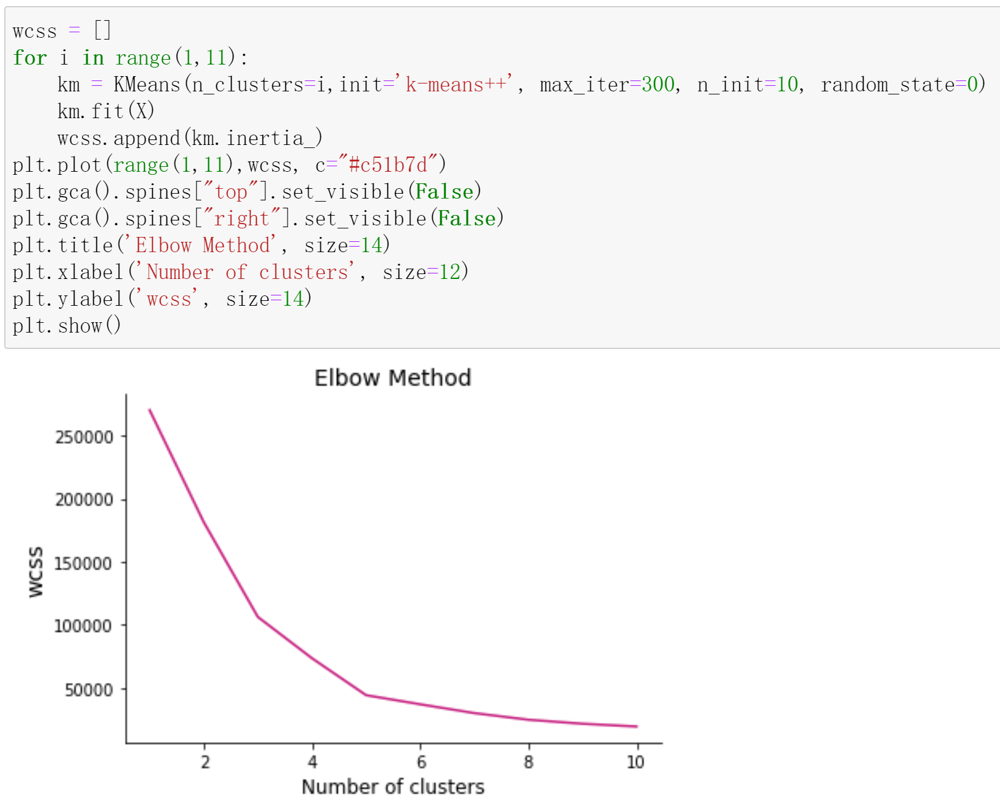 wcss = []
for i in range(1,11):
    km = KMeans(n_clusters=i,init='k-means++', max_iter=300, n_init=10, random_state=0)
    km.fit(X)
    wcss.append(km.inertia_)
plt.plot(range(1,11),wcss, c="#c51b7d")
plt.gca().spines["top"].set_visible(False)
plt.gca().spines["right"].set_visible(False)
plt.title('Elbow Method', size=14)
plt.xlabel('Number of clusters', size=12)
plt.ylabel('wcss', size=14)
plt.show()
Elbow Method
250000
200000
150000
100000
50000
wcss
2 4 6 8 10
Number of clusters